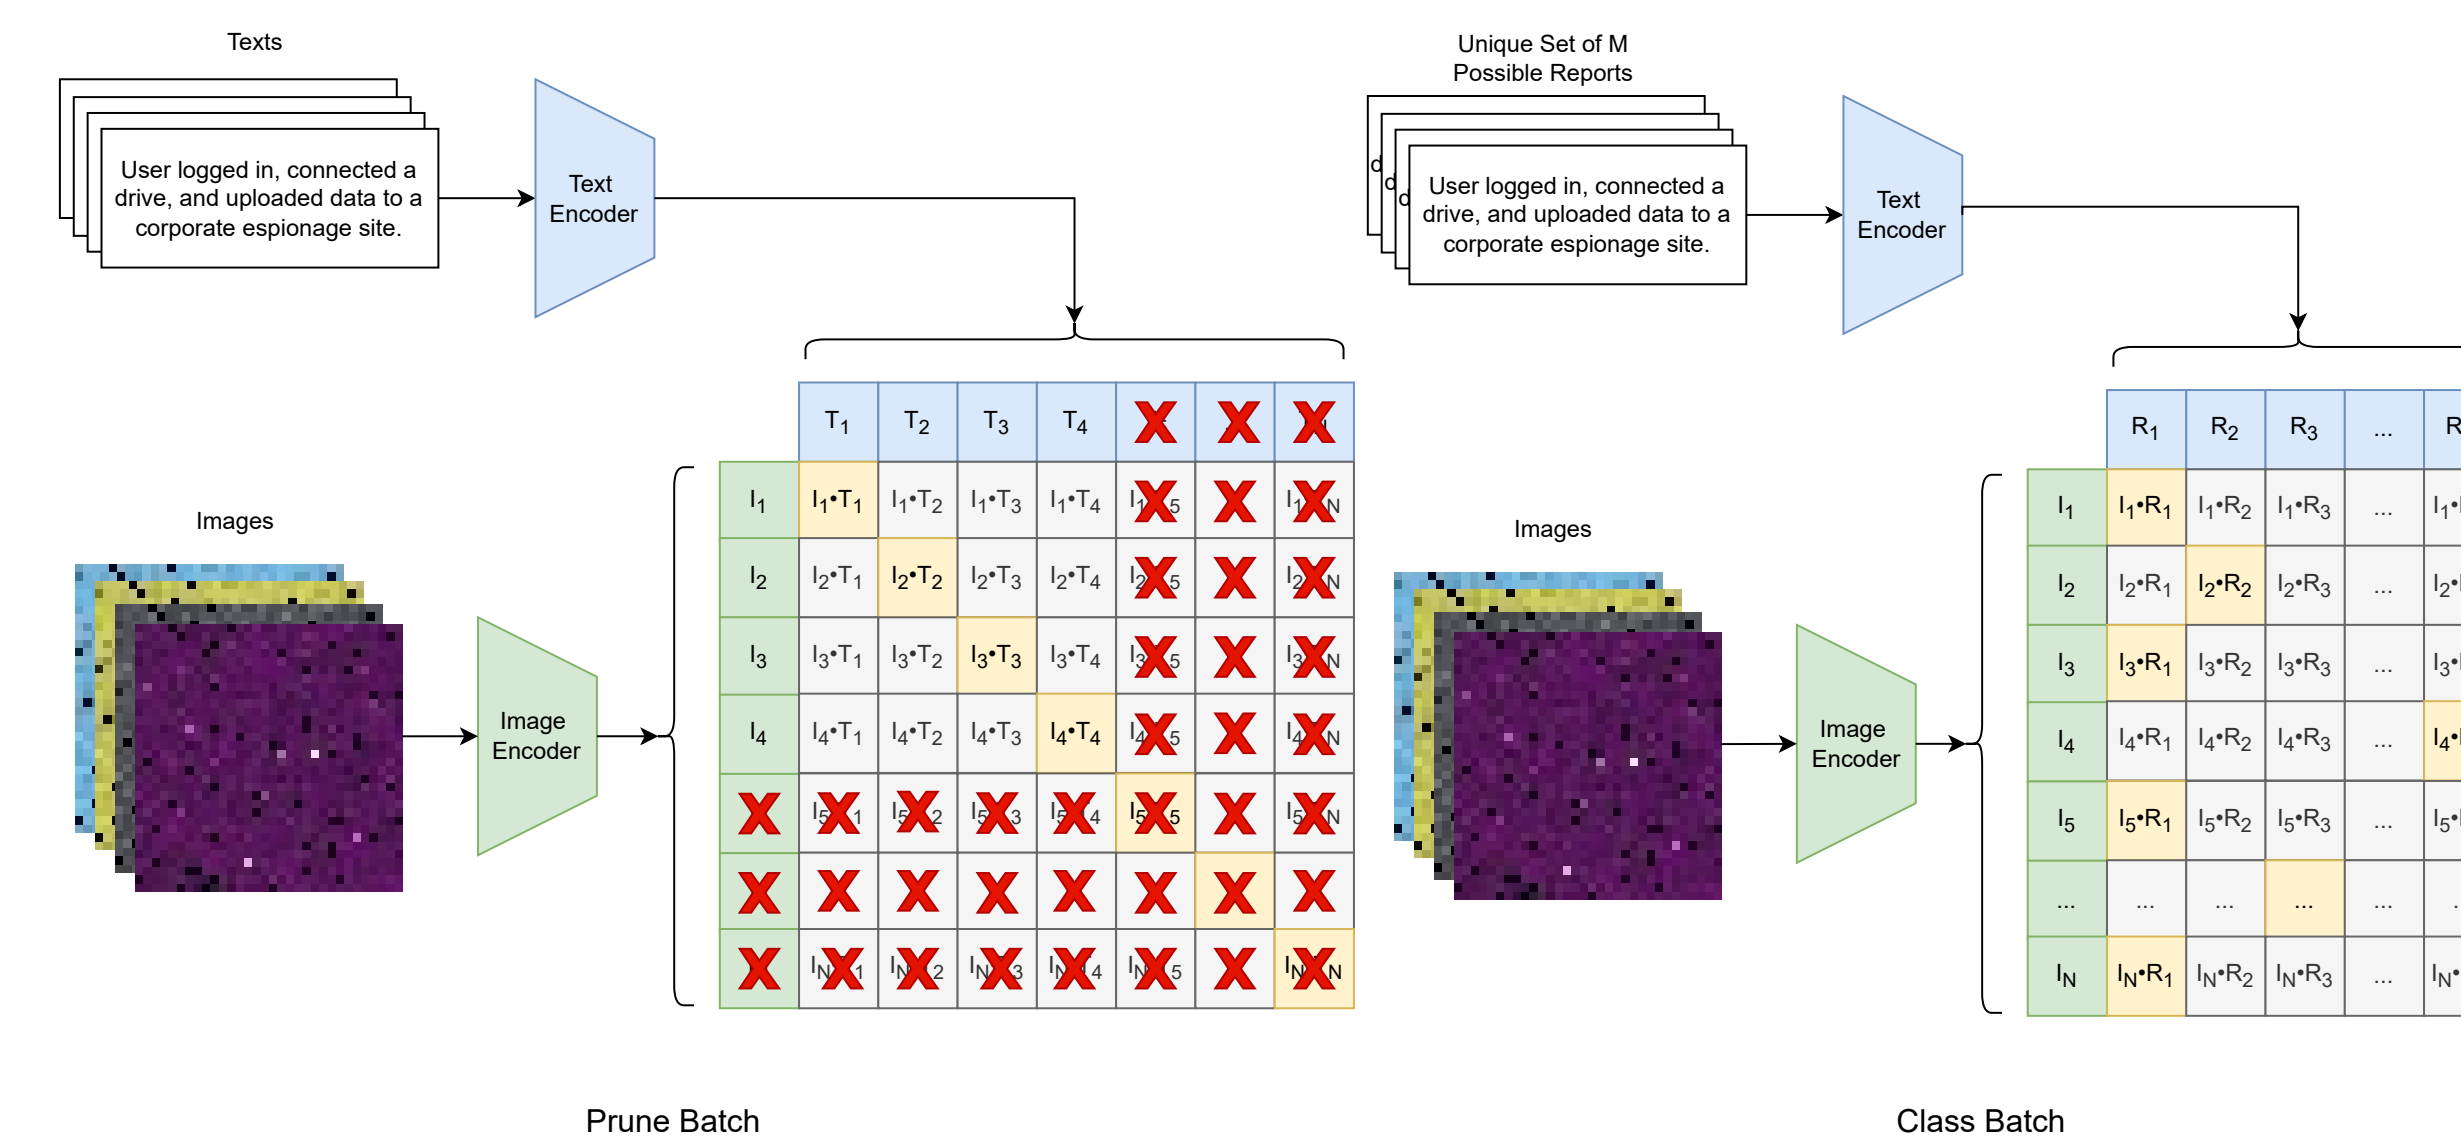 Texts
User logged in, connected a
drive, and uploaded data to a
corporate espionage site.
Text
Encoder
Images
Image
Encoder
T1 T2 T3 T4
I1 I1•T1 I1•T2 I1•T3 I1•T4
I2 I2•T1 I2•T2 I2•T3 I2•T4
I3 I3•T1 I3•T2 I3•T3 I3•T4
I4 I4•T1 I4•T2 I4•T3 I4•T4
Prune Batch
Unique Set of M
Possible Reports
d
d
d
User logged in, connected a
drive, and uploaded data to a
corporate espionage site.
Text
Encoder
Images
Image
Encoder
R1 R2 R3 ... R
I1 I1•R1 I1•R2 I1•R3 ... I1•
I2 I2•R1 I2•R2 I2•R3 ... I2•
I3 I3•R1 I3•R2 I3•R3 ... I3•
I4 I4•R1 I4•R2 I4•R3 ... I4•
I5 I5•R1 I5•R2 I5•R3 ... I5•
... ... ... ... ...
IN IN•R1 IN•R2 IN•R3 ... IN•
Class Batch